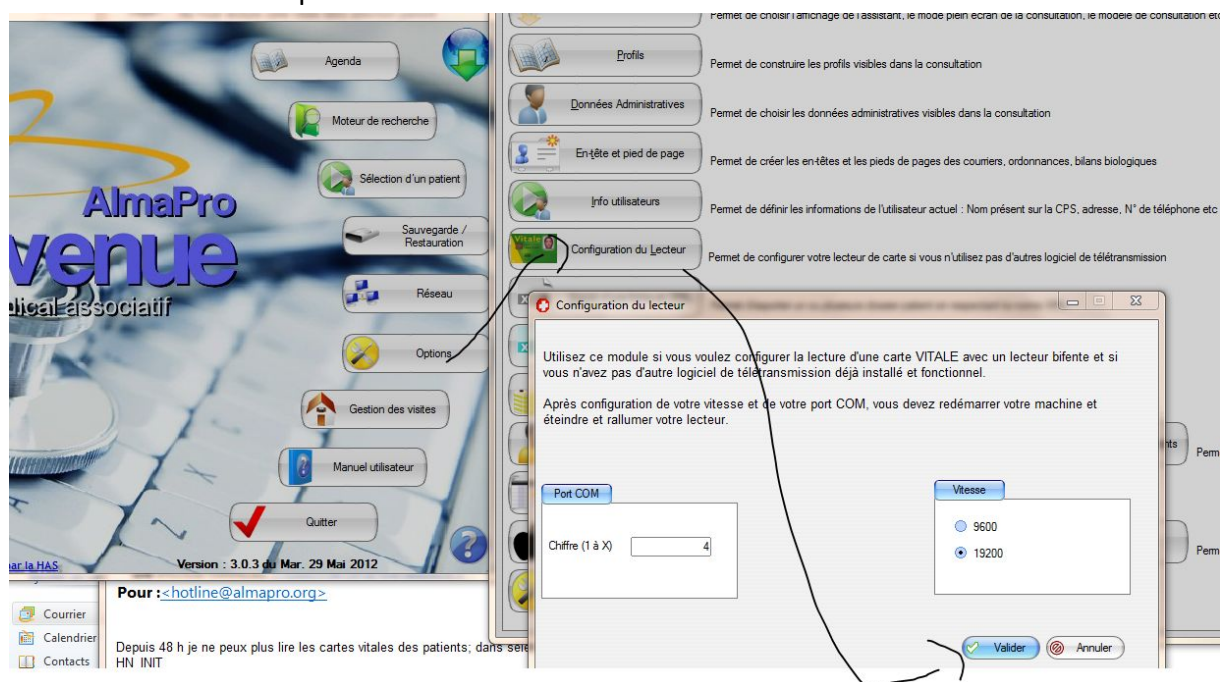 Agenda
Moteur de recherche
Sélection d'un patient
AlmaPro
Sauvegarde /
Restauration
venue
Réseau
dical associatif
Options
Gestion des visites
Manuel utilisateur
Quitter
par la HAS
Version : 3.0.3 du Mar. 29 Mai 2012
Permet de choisir l'affichage de l'assistant, le mode plein écran de la consultation, le modèle de consultation etc
Profils
Permet de construire les profils visibles dans la consultation
Données Administratives
Permet de choisir les données administratives visibles dans la consultation
En-tête et pied de page
Permet de créer les en-têtes et les pieds de pages des courriers, ordonnances, bilans biologiques
Info utilisateurs
Permet de définir les informations de l'utilisateur actuel : Nom présent sur la CPS, adresse, N° de téléphone etc
Vitale
Configuration du Lecteur
Permet de configurer votre lecteur de carte si vous n'utilisez pas d'autres logiciel de télétransmission
Configuration du lecteur
Utilisez ce module si vous voulez configurer la lecture d'une carte VITALE avec un lecteur bifente et si
vous n'avez pas d'autre logiciel de télétransmission déjà installé et fonctionnel.
Après configuration de votre vitesse et de votre port COM, vous devez redémarrer votre machine et
éteindre et rallumer votre lecteur.
Port COM
Chiffre (1 à X) 4
Vitesse
9600
19200
Valider
Annuler
nts
Perm
Perm
Courrier
Calendrier
Contacts
Pour :<hotline@almapro.org>
Depuis 48 h je ne peux plus lire les cartes vitales des patients; dans
HN INIT